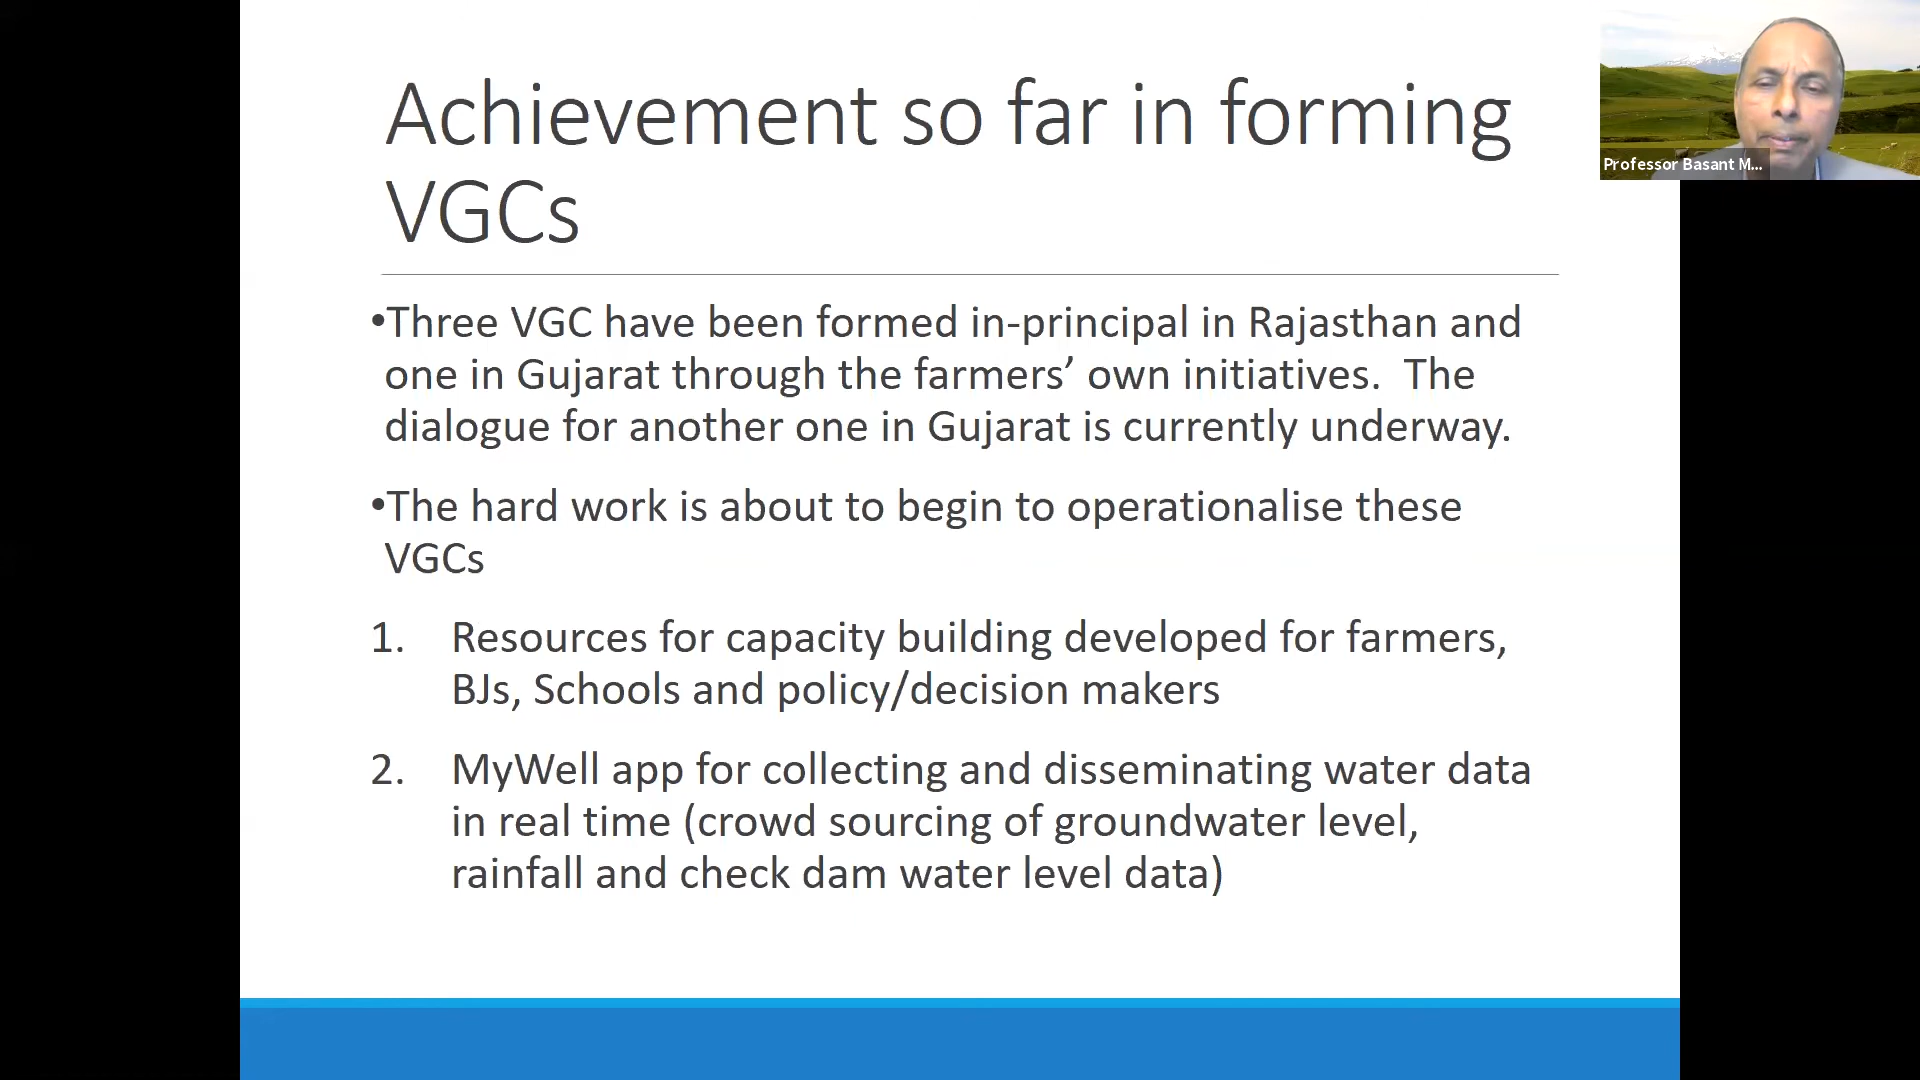 Achievement so far in forming
VGCs
•Three VGC have been formed in-principal in Rajasthan and
one in Gujarat through the farmers’ own initiatives.  The
dialogue for another one in Gujarat is currently underway.
•The hard work is about to begin to operationalise these
VGCs
1. Resources for capacity building developed for farmers,
BJs, Schools and policy/decision makers
2. MyWell app for collecting and disseminating water data
in real time (crowd sourcing of groundwater level,
rainfall and check dam water level data)
Professor Basant M...